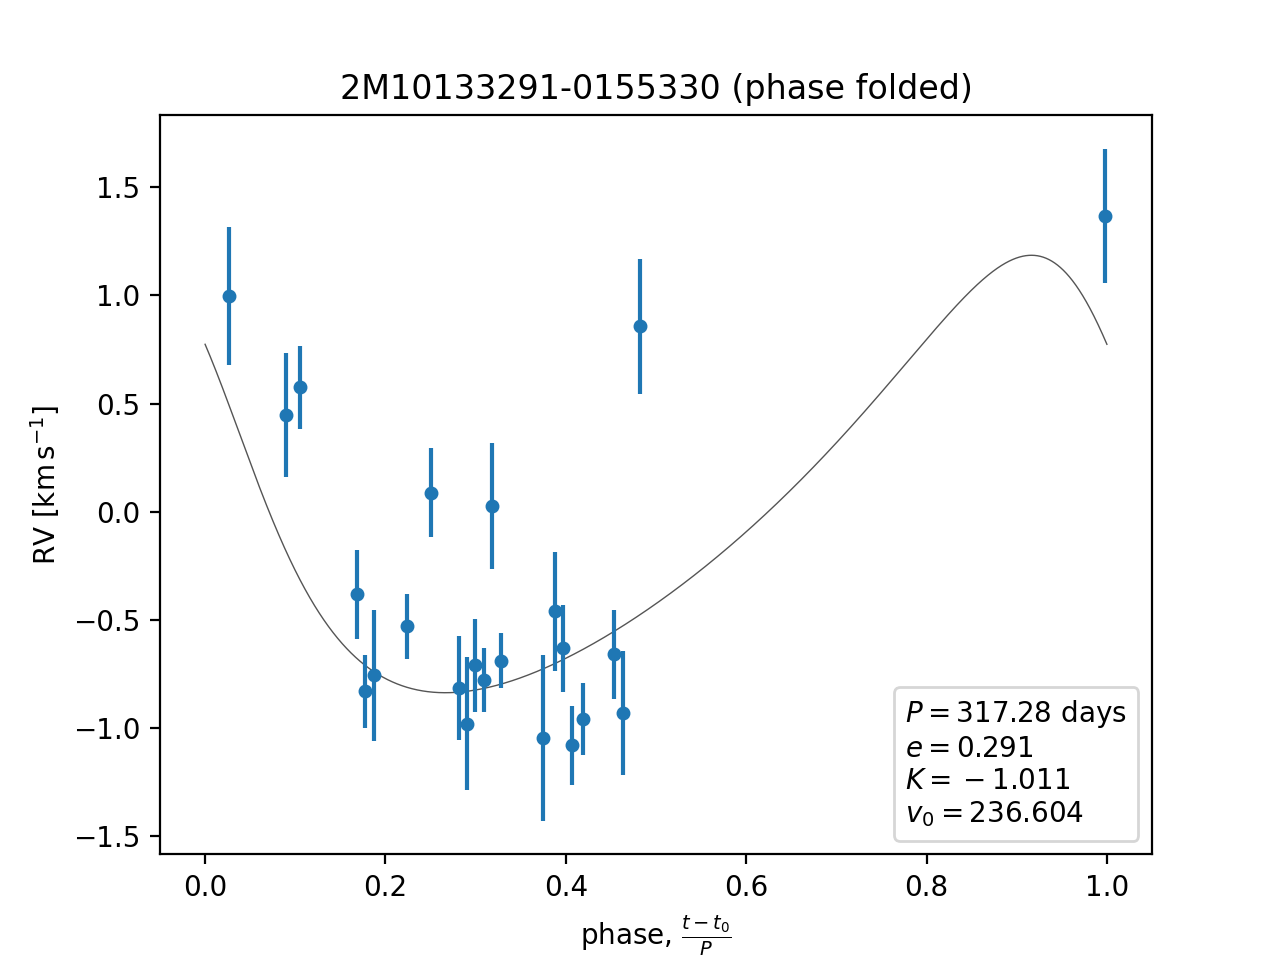 2M10133291-0155330 (phase folded)
RV [km s⁻¹]
1.5
1.0
0.5
0.0
−0.5
−1.0
−1.5
P = 317.28 days
e = 0.291
K = −1.011
v₀ = 236.604
0.0 0.2 0.4 0.6 0.8 1.0
phase, (t − t₀)/P